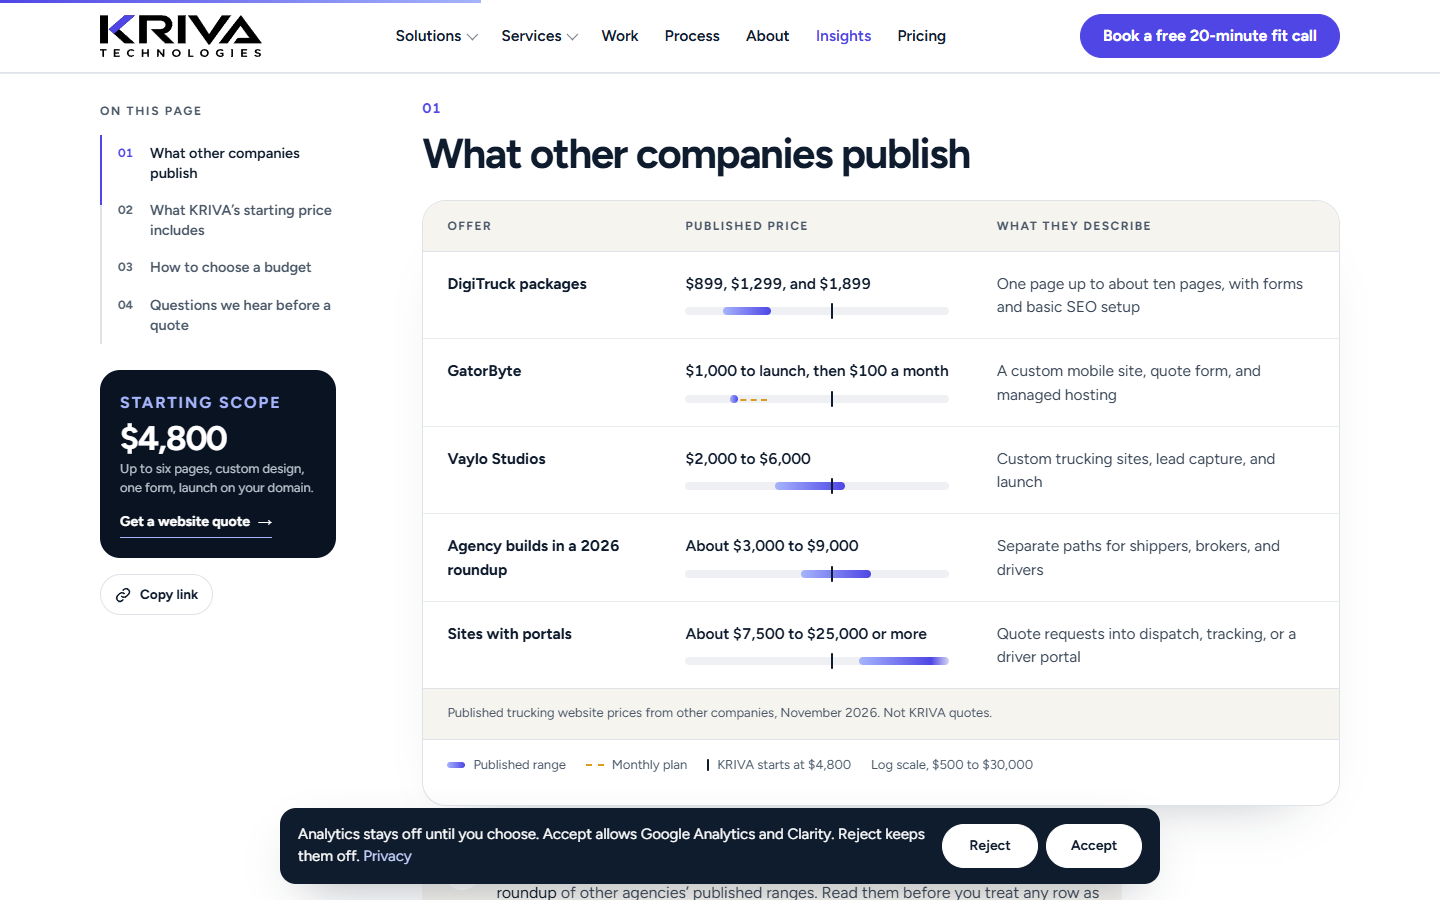 KRIVA
TECHNOLOGIES
Solutions
Services
Work
Process
About
Insights
Pricing
Book a free 20-minute fit call
ON THIS PAGE
01 What other companies
publish
02 What KRIVA’s starting price
includes
03 How to choose a budget
04 Questions we hear before a
quote
STARTING SCOPE
$4,800
Up to six pages, custom design,
one form, launch on your domain.
Get a website quote →
Copy link
01
What other companies publish
OFFER PUBLISHED PRICE WHAT THEY DESCRIBE
DigiTruck packages
$899, $1,299, and $1,899
One page up to about ten pages, with forms
and basic SEO setup
GatorByte
$1,000 to launch, then $100 a month
A custom mobile site, quote form, and
managed hosting
Vaylo Studios
$2,000 to $6,000
Custom trucking sites, lead capture, and
launch
Agency builds in a 2026
roundup
About $3,000 to $9,000
Separate paths for shippers, brokers, and
drivers
Sites with portals
About $7,500 to $25,000 or more
Quote requests into dispatch, tracking, or a
driver portal
Published trucking website prices from other companies, November 2026. Not KRIVA quotes.
Published range
Monthly plan
KRIVA starts at $4,800
Log scale, $500 to $30,000
Analytics stays off until you choose. Accept allows Google Analytics and Clarity. Reject keeps
them off. Privacy
Reject
Accept
roundup of other agencies’ published ranges. Read them before you treat any row as